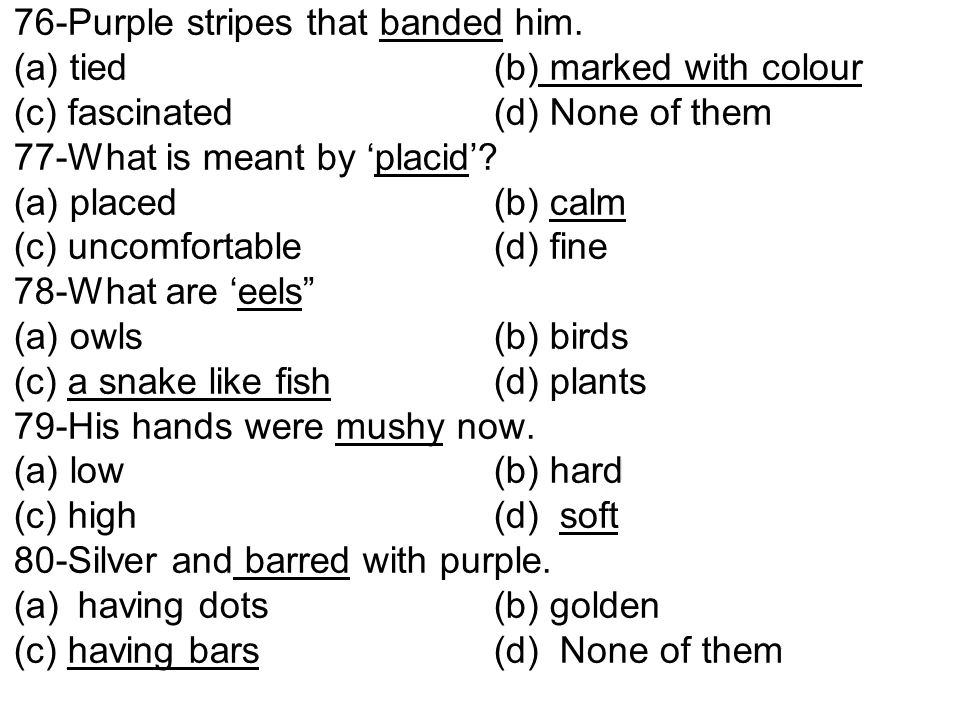 76-Purple stripes that banded him.
(a) tied (b) marked with colour
(c) fascinated (d) None of them
77-What is meant by ‘placid’?
(a) placed (b) calm
(c) uncomfortable (d) fine
78-What are ‘eels”
(a) owls (b) birds
(c) a snake like fish (d) plants
79-His hands were mushy now.
(a) low (b) hard
(c) high (d) soft
80-Silver and barred with purple.
(a) having dots (b) golden
(c) having bars (d) None of them